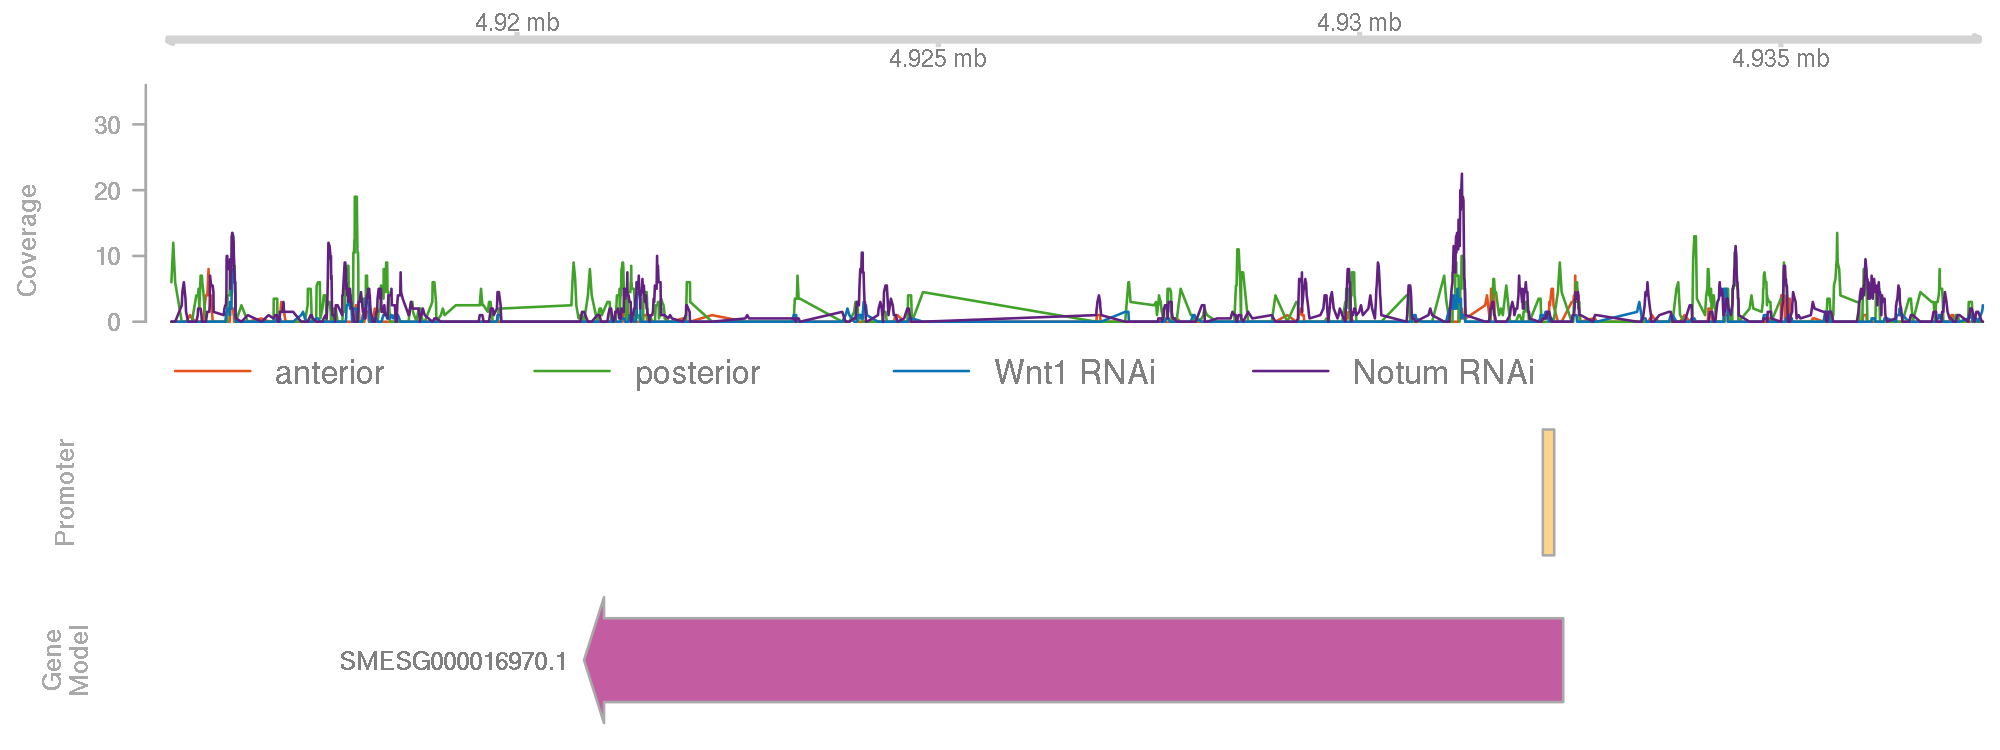 4.92 mb
4.93 mb
4.925 mb
4.935 mb
30
20
10
0
Coverage
anterior
posterior
Wnt1 RNAi
Notum RNAi
Promoter
Gene
Model
SMESG000016970.1